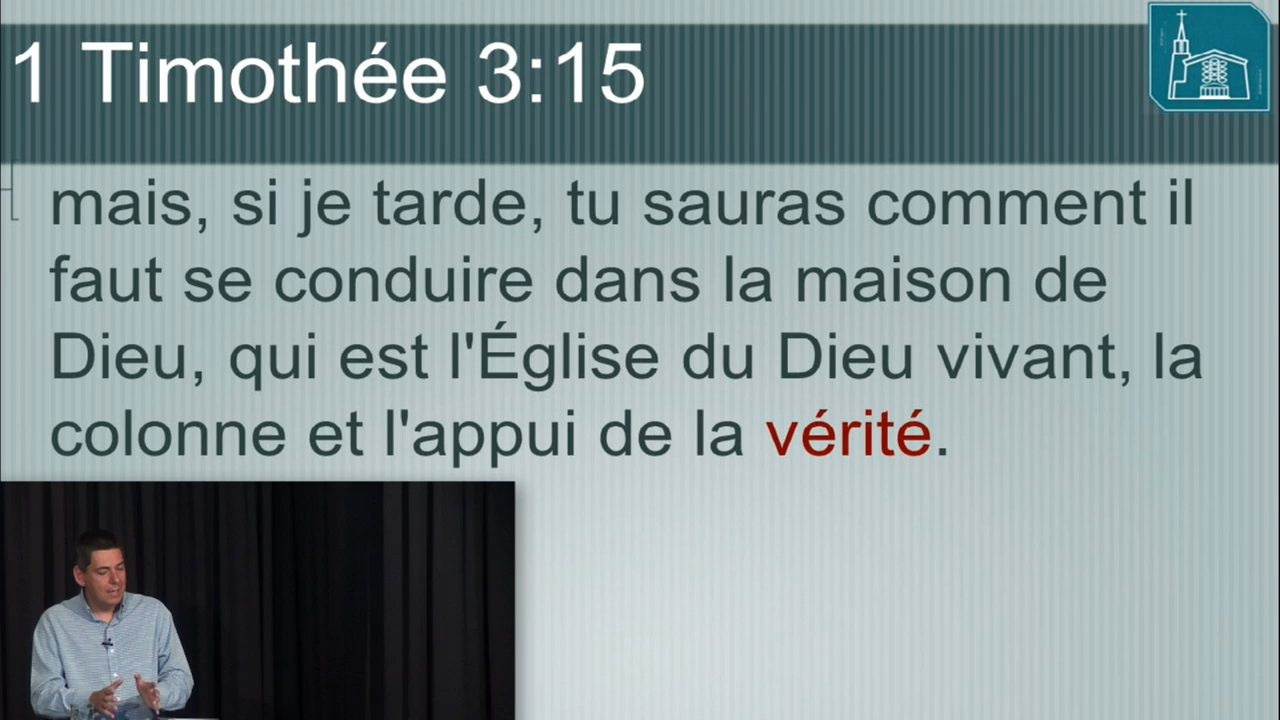 1 Timothée 3:15
mais, si je tarde, tu sauras comment il
faut se conduire dans la maison de
Dieu, qui est l'Église du Dieu vivant, la
colonne et l'appui de la vérité.